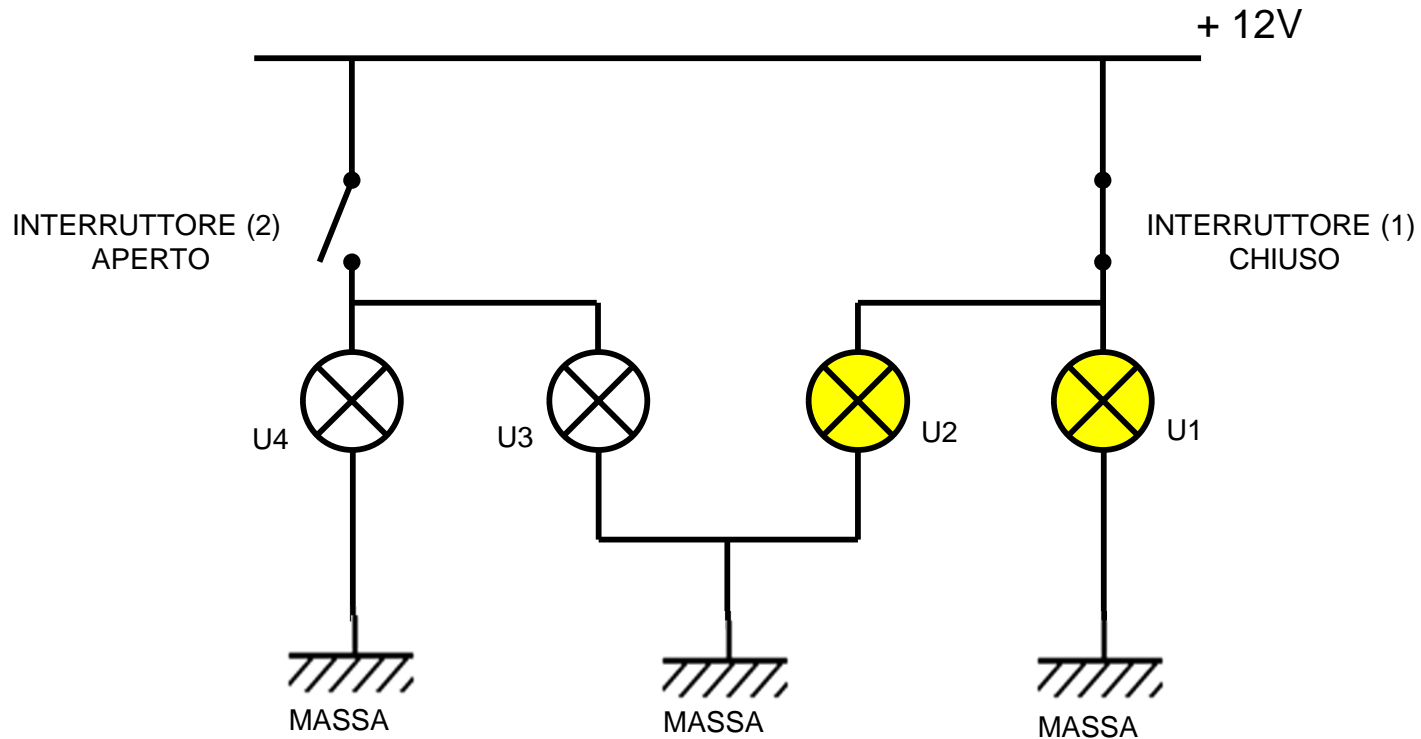 + 12V
INTERRUTTORE (2)
APERTO
INTERRUTTORE (1)
CHIUSO
U4
U3
U2
U1
MASSA
MASSA
MASSA